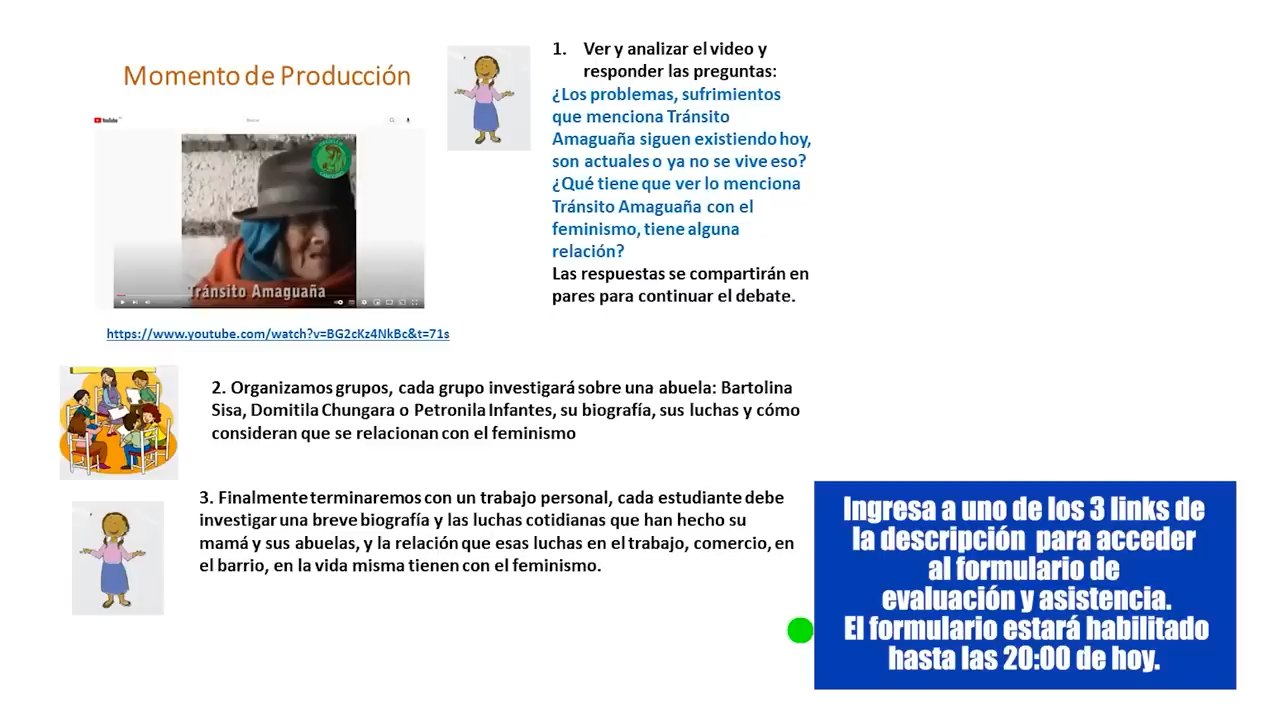 Momento de Producción
YouTube
Buscar
Tránsito Amaguaña
https://www.youtube.com/watch?v=BG2cKz4NkBc&t=71s
1. Ver y analizar el video y
responder las preguntas:
¿Los problemas, sufrimientos
que menciona Tránsito
Amaguaña siguen existiendo hoy,
son actuales o ya no se vive eso?
¿Qué tiene que ver lo menciona
Tránsito Amaguaña con el
feminismo, tiene alguna
relación?
Las respuestas se compartirán en
pares para continuar el debate.
2. Organizamos grupos, cada grupo investigará sobre una abuela: Bartolina
Sisa, Domitila Chungara o Petronila Infantes, su biografía, sus luchas y cómo
consideran que se relacionan con el feminismo
3. Finalmente terminaremos con un trabajo personal, cada estudiante debe
investigar una breve biografía y las luchas cotidianas que han hecho su
mamá y sus abuelas, y la relación que esas luchas en el trabajo, comercio, en
el barrio, en la vida misma tienen con el feminismo.
Ingresa a uno de los 3 links de
la descripción para acceder
al formulario de
evaluación y asistencia.
El formulario estará habilitado
hasta las 20:00 de hoy.